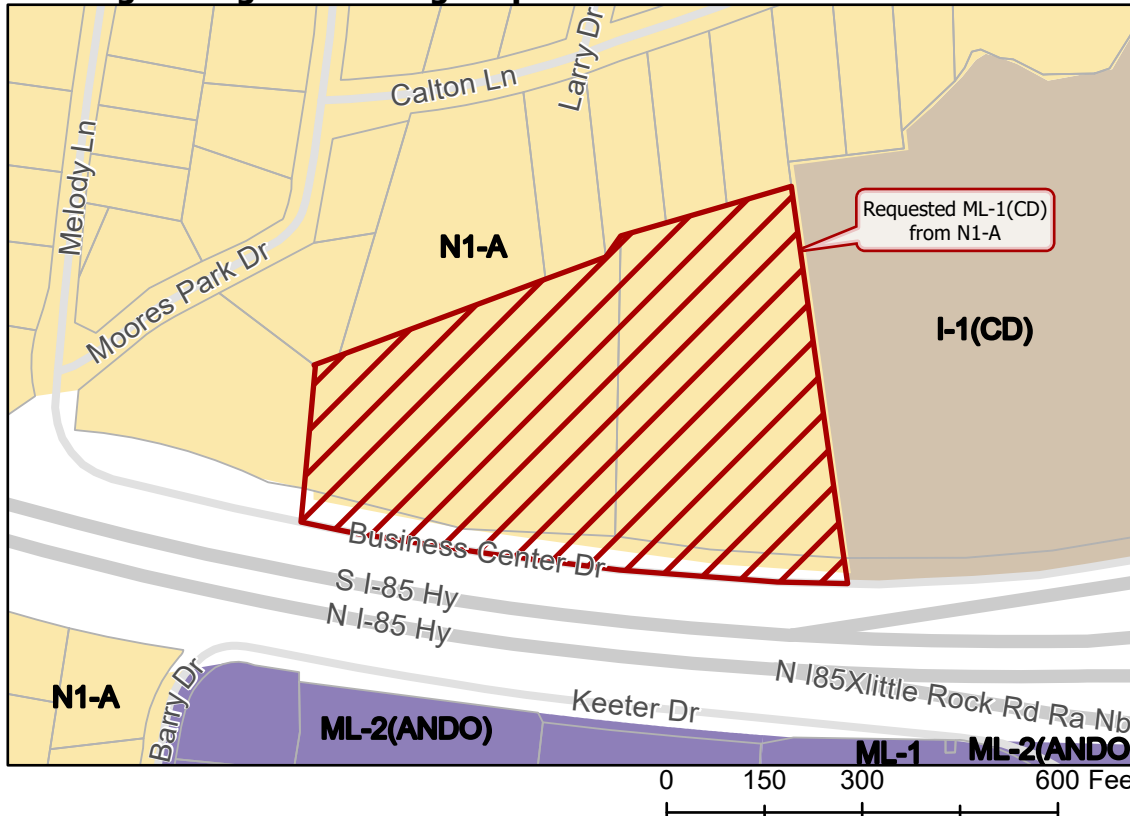 Calton Ln
Larry Dr
Melody Ln
Requested ML-1(CD)
from N1-A
N1-A
Moores Park Dr
I-1(CD)
Business Center Dr
S I-85 Hy
N I-85 Hy
N I85Xlittle Rock Rd Ra Nb
N1-A
Barry Dr
Keeter Dr
ML-2(ANDO)
ML-1
ML-2(ANDO
0 150 300 600 Fee